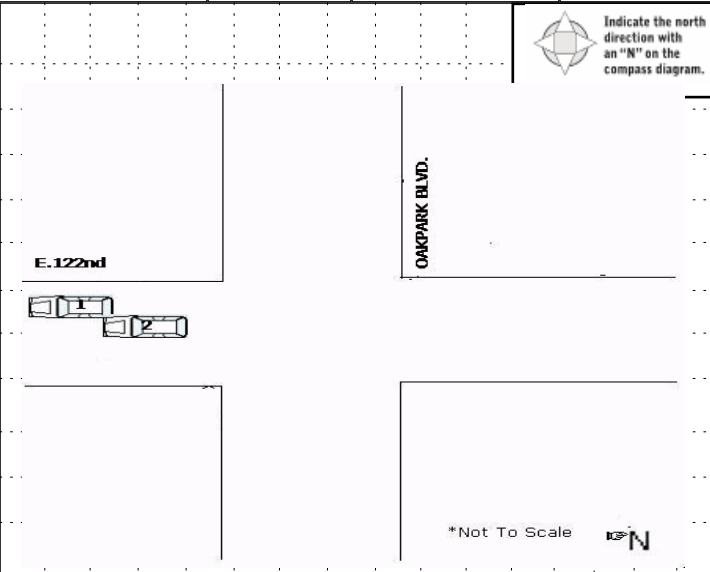 Indicate the north
direction with
an “N” on the
compass diagram.
OAKPARK BLVD.
E.122nd
1
2
*Not To Scale
N